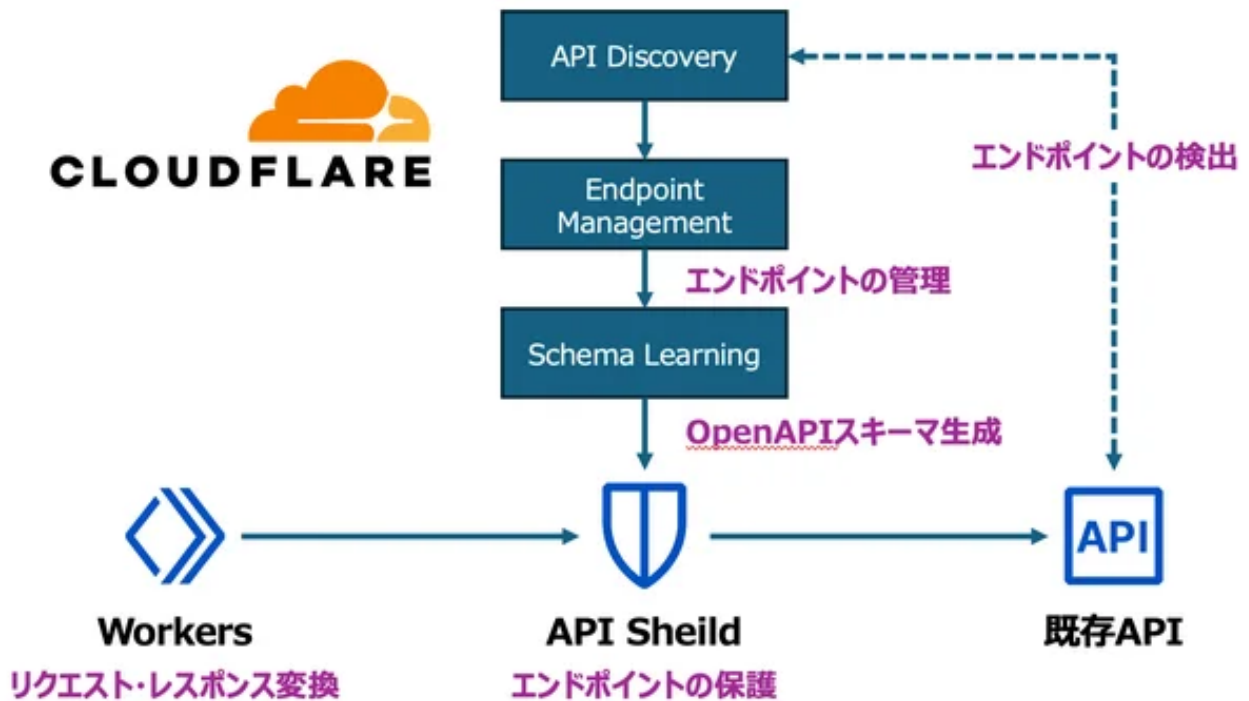 API Discovery
CLOUDFLARE
エンドポイントの検出
Endpoint
Management
エンドポイントの管理
Schema Learning
OpenAPIスキーマ生成
API
Workers
API Sheild
既存API
リクエスト・レスポンス変換
エンドポイントの保護